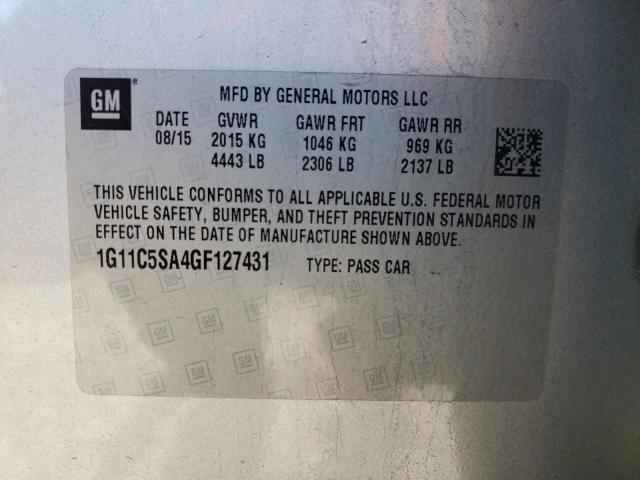 GM
MFD BY GENERAL MOTORS LLC
DATE GVWR GAWR FRT GAWR RR
08/15 2015 KG 1046 KG 969 KG
4443 LB 2306 LB 2137 LB
THIS VEHICLE CONFORMS TO ALL APPLICABLE U.S. FEDERAL MOTOR
VEHICLE SAFETY, BUMPER, AND THEFT PREVENTION STANDARDS IN
EFFECT ON THE DATE OF MANUFACTURE SHOWN ABOVE.
1G11C5SA4GF127431 TYPE: PASS CAR